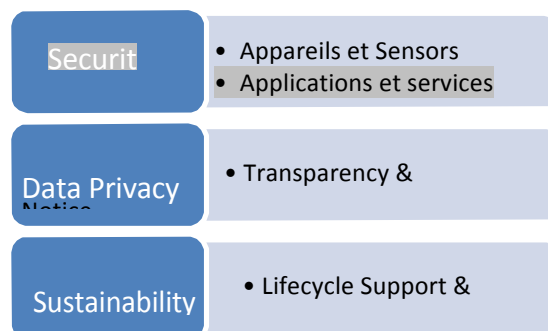 Securit
• Appareils et Sensors
• Applications et services
Data Privacy
• Transparency &
Sustainability
• Lifecycle Support &